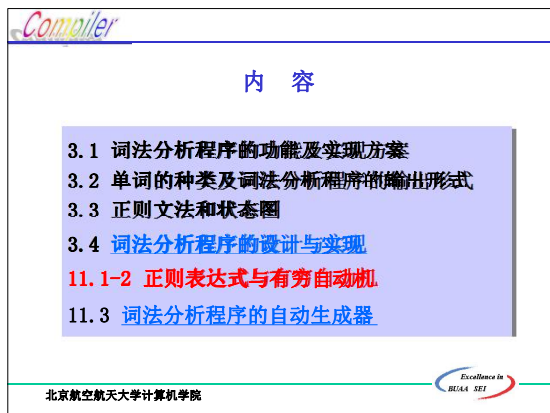 Compiler
内 容
3.1 词法分析程序的功能及实现方案
3.2 单词的种类及词法分析程序的输出形式
3.3 正则文法和状态图
3.4 词法分析程序的设计与实现
11.1-2 正则表达式与有穷自动机
11.3 词法分析程序的自动生成器
北京航空航天大学计算机学院
Excellence in
BUAA SEI